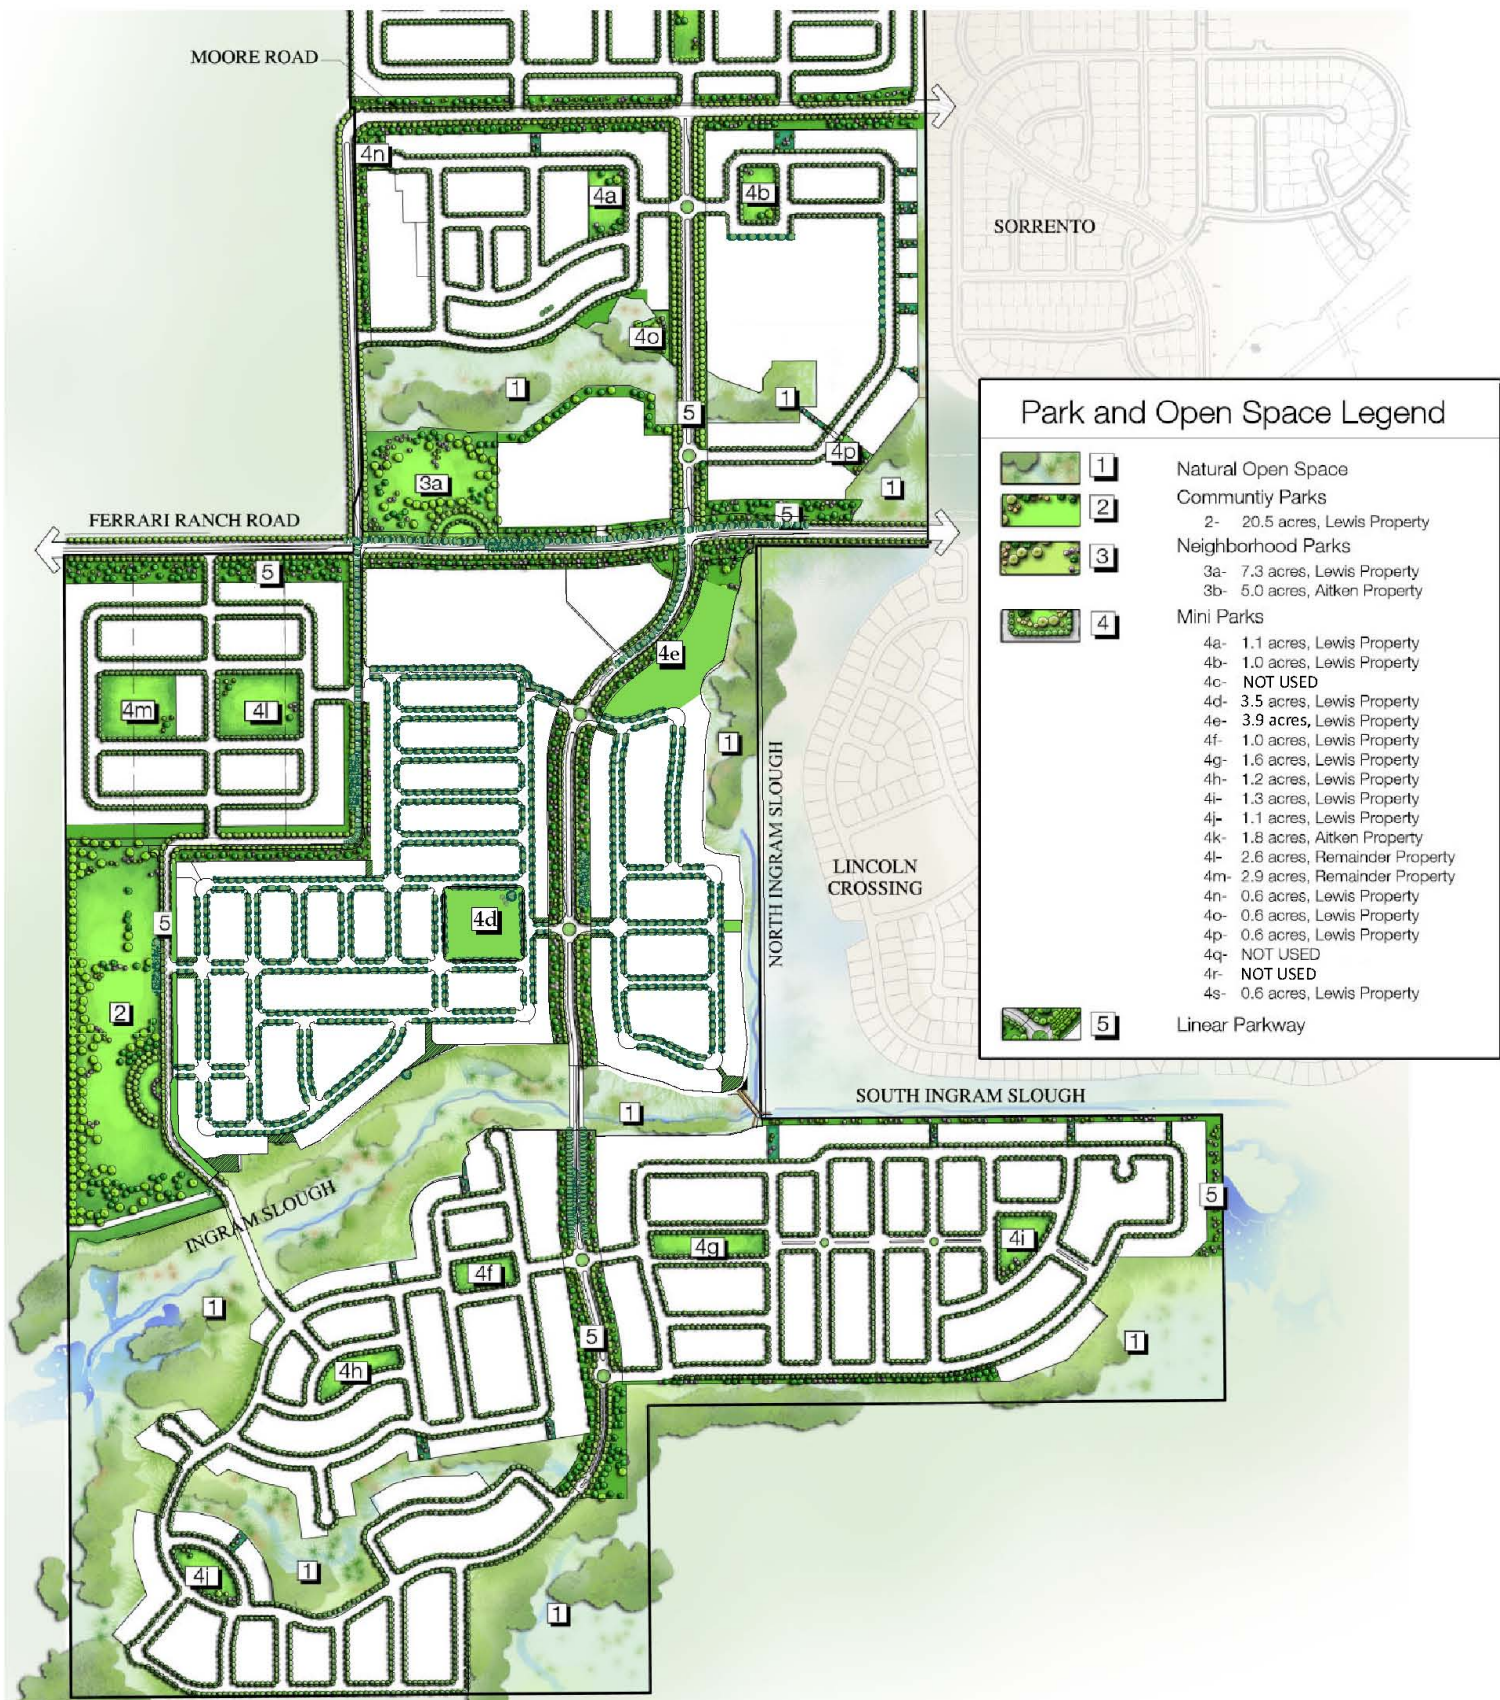 MOORE ROAD
4n
4a
4b
SORRENTO
4o
1
1
5
4p
3a
1
5
FERRARI RANCH ROAD
5
4e
4m
4l
1
NORTH INGRAM SLOUGH
LINCOLN
CROSSING
5
4d
2
1
SOUTH INGRAM SLOUGH
INGRAM SLOUGH
5
4g
4i
4f
1
5
1
4h
4j
1
1
Park and Open Space Legend
1 Natural Open Space
2 Communtiy Parks
2- 20.5 acres, Lewis Property
3 Neighborhood Parks
3a- 7.3 acres, Lewis Property
3b- 5.0 acres, Aitken Property
4 Mini Parks
4a- 1.1 acres, Lewis Property
4b- 1.0 acres, Lewis Property
4c- NOT USED
4d- 3.5 acres, Lewis Property
4e- 3.9 acres, Lewis Property
4f- 1.0 acres, Lewis Property
4g- 1.6 acres, Lewis Property
4h- 1.2 acres, Lewis Property
4i- 1.3 acres, Lewis Property
4j- 1.1 acres, Lewis Property
4k- 1.8 acres, Aitken Property
4l- 2.6 acres, Remainder Property
4m- 2.9 acres, Remainder Property
4n- 0.6 acres, Lewis Property
4o- 0.6 acres, Lewis Property
4p- 0.6 acres, Lewis Property
4q- NOT USED
4r- NOT USED
4s- 0.6 acres, Lewis Property
5 Linear Parkway